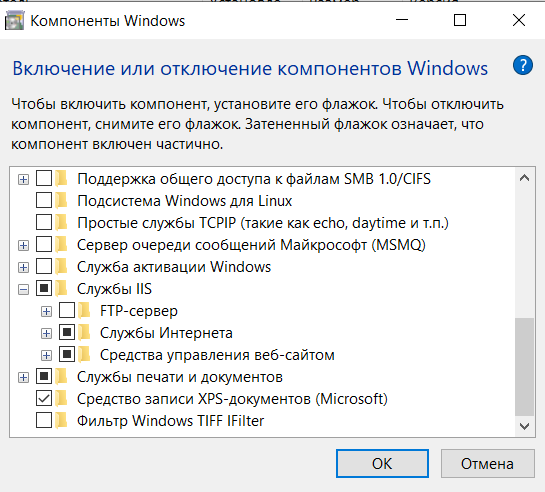 Компоненты Windows
Включение или отключение компонентов Windows
?
Чтобы включить компонент, установите его флажок. Чтобы отключить
компонент, снимите его флажок. Затененный флажок означает, что
компонент включен частично.
Поддержка общего доступа к файлам SMB 1.0/CIFS
Подсистема Windows для Linux
Простые службы TCPIP (такие как echo, daytime и т.п.)
Сервер очереди сообщений Майкрософт (MSMQ)
Служба активации Windows
Службы IIS
FTP-сервер
Службы Интернета
Средства управления веб-сайтом
Службы печати и документов
Средство записи XPS-документов (Microsoft)
Фильтр Windows TIFF IFilter
ОК
Отмена